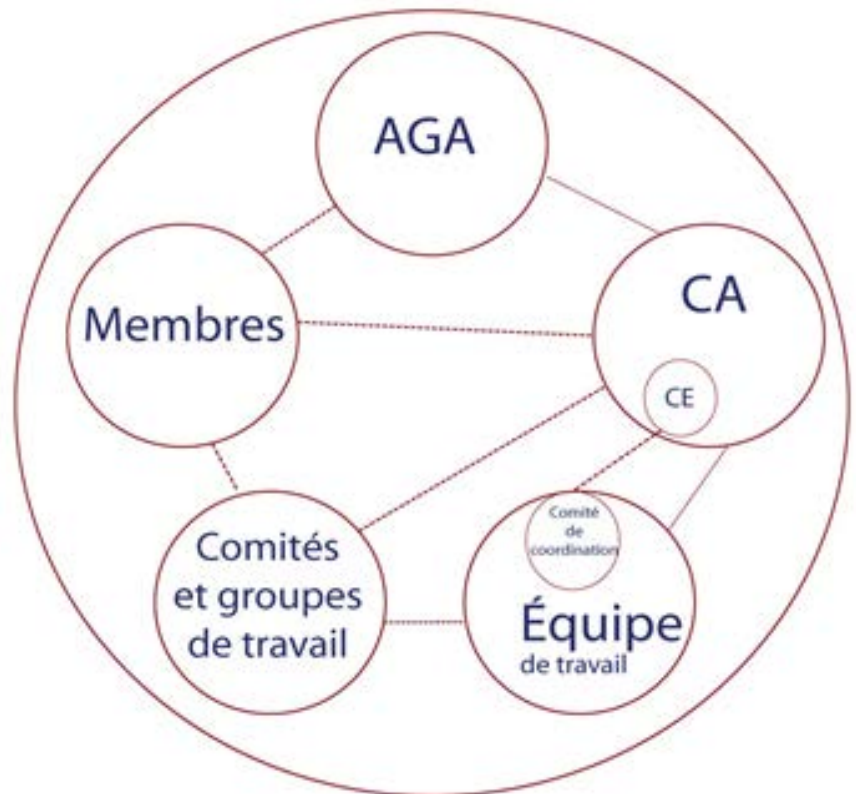 AGA
CA
Membres
CE
Comité
de
coordination
Comités
et groupes
de travail
Équipe
de travail